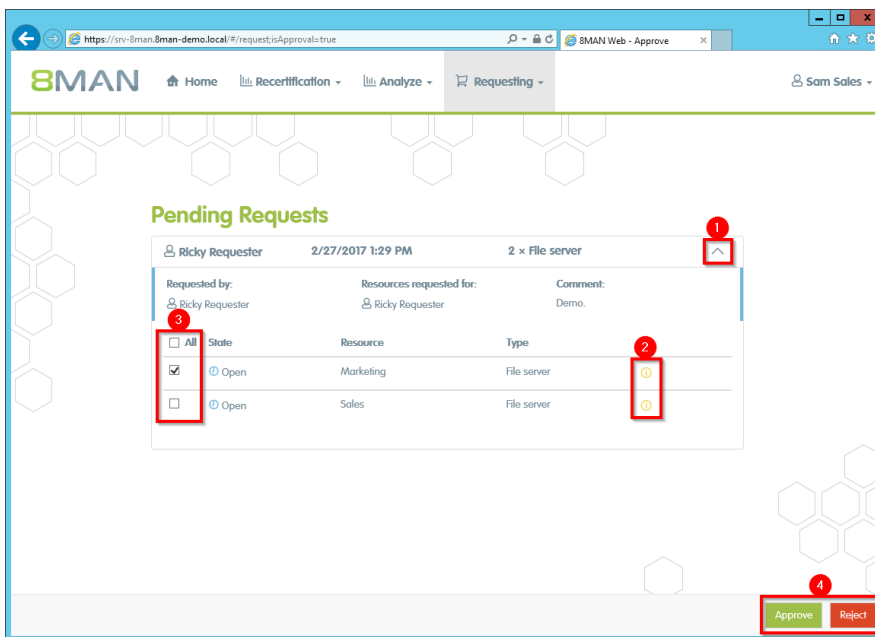 https://srv-8man.8man-demo.local/#/request;isApproval=true
8MAN Web - Approve
8MAN Home Recertification Analyze Requesting Sam Sales
Pending Requests
1
Ricky Requester 2/27/2017 1:29 PM 2 × File server
Requested by: Resources requested for: Comment:
Ricky Requester Ricky Requester Demo.
3
All State Resource Type
2
Open Marketing File server
Open Sales File server
4
Approve Reject